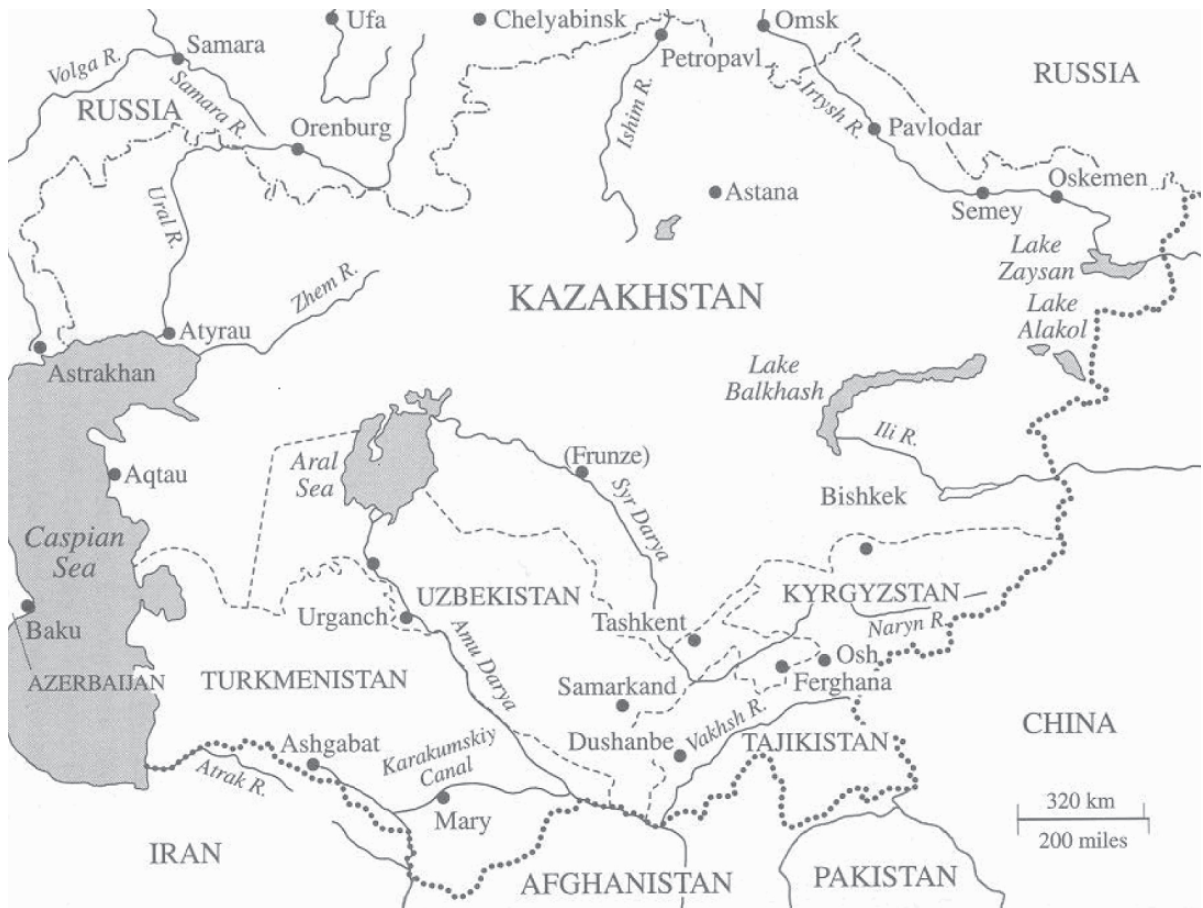 Ufa
Chelyabinsk
Omsk
Samara
Volga R.
Petropavl
RUSSIA
Samara R.
RUSSIA
Ishim R.
Irtysh R.
Orenburg
Pavlodar
Astana
Oskemen
Semey
Ural R.
Lake
Zaysan
Zhem R.
KAZAKHSTAN
Lake
Alakol
Atyrau
Astrakhan
Lake
Balkhash
Ili R.
Aral
Sea
(Frunze)
Aqtau
Syr Darya
Bishkek
Caspian
Sea
UZBEKISTAN
KYRGYZSTAN
Urganch
Tashkent
Naryn R.
Baku
Amu Darya
Osh
Ferghana
AZERBAIJAN
TURKMENISTAN
Samarkand
Vakhsh R.
Dushanbe
TAJIKISTAN
CHINA
Ashgabat
Karakumskiy
Canal
Atrak R.
320 km
200 miles
Mary
IRAN
AFGHANISTAN
PAKISTAN